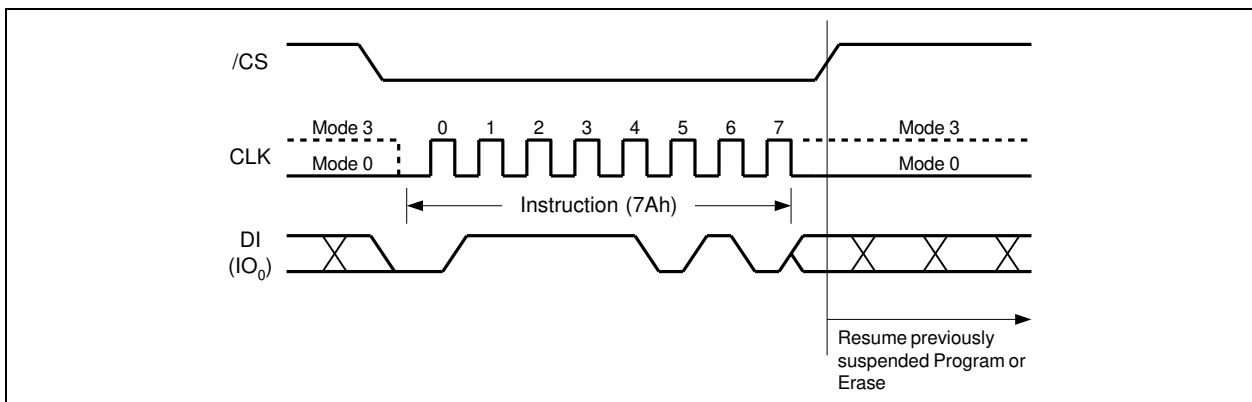 /CS
Mode 3
0 1 2 3 4 5 6 7
Mode 3
CLK
Mode 0
Mode 0
Instruction (7Ah)
DI
(IO0)
Resume previously
suspended Program or
Erase